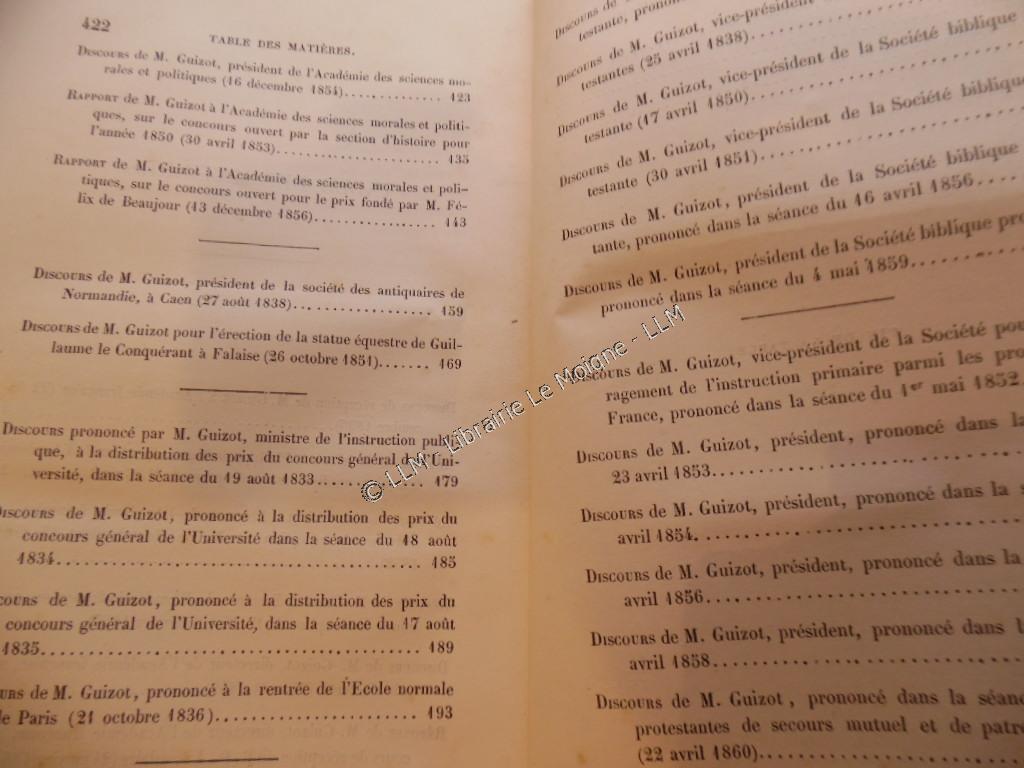 422
TABLE DES MATIÈRES.
DISCOURS de M. Guizot, président de l'Académie des sciences mo-
rales et politiques (16 décembre 1854)................ 123
RAPPORT de M. Guizot à l'Académie des sciences morales et politi-
ques, sur le concours ouvert par la section d'histoire pour
l'année 1850 (30 avril 1853)........................ 135
RAPPORT de M. Guizot à l'Académie des sciences morales et poli-
tiques, sur le concours ouvert pour le prix fondé par M. Fé-
lix de Beaujour (13 décembre 1856).................. 143
DISCOURS de M. Guizot, président de la société des antiquaires de
Normandie, à Caen (27 août 1838).................... 159
DISCOURS de M. Guizot pour l'érection de la statue équestre de Guil-
laume le Conquérant à Falaise (26 octobre 1851)....... 169
DISCOURS prononcé par M. Guizot, ministre de l'instruction publi-
que, à la distribution des prix du concours général de l'Uni-
versité, dans la séance du 19 août 1833............... 179
DISCOURS de M. Guizot, prononcé à la distribution des prix du
concours général de l'Université dans la séance du 18 août
1834............................................. 185
COURS de M. Guizot, prononcé à la distribution des prix du
concours général de l'Université, dans la séance du 17 août
1835............................................. 189
URS de M. Guizot, prononcé à la rentrée de l'Ecole normale
de Paris (21 octobre 1836)........................ 193
DISCOURS de M. Guizot,
testante, pronon
DISCOURS de M. Guizot, vice-président
testantes (25 avril 1838)..............
DISCOURS de M. Guizot, vice-président de la Société biblique
testante (17 avril 1850)..................
DISCOURS de M. Guizot, vice-président de la Société biblique
testante (30 avril 1851)..................
DISCOURS de M. Guizot, président de la Société biblique
tante, prononcé dans la séance du 16 avril 1856....
DISCOURS de M. Guizot, président de la Société biblique pro
prononcé dans la séance du 4 mai 1859..........
DISCOURS de M. Guizot, vice-président de la Société pou
ragement de l'instruction primaire parmi les pro
France, prononcé dans la séance du 1er mai 1852.
DISCOURS de M. Guizot, président, prononcé dans la
23 avril 1853..........................
DISCOURS de M. Guizot, président, prononcé dans la s
avril 1854............................
DISCOURS de M. Guizot, président, prononcé dans la
avril 1856............................
DISCOURS de M. Guizot, président, prononcé dans l
avril 1858............................
DISCOURS de M. Guizot, prononcé dans la séan
protestantes de secours mutuel et de patr
(22 avril 1860)........................
© LLM - Librairie Le Moigne - LLM